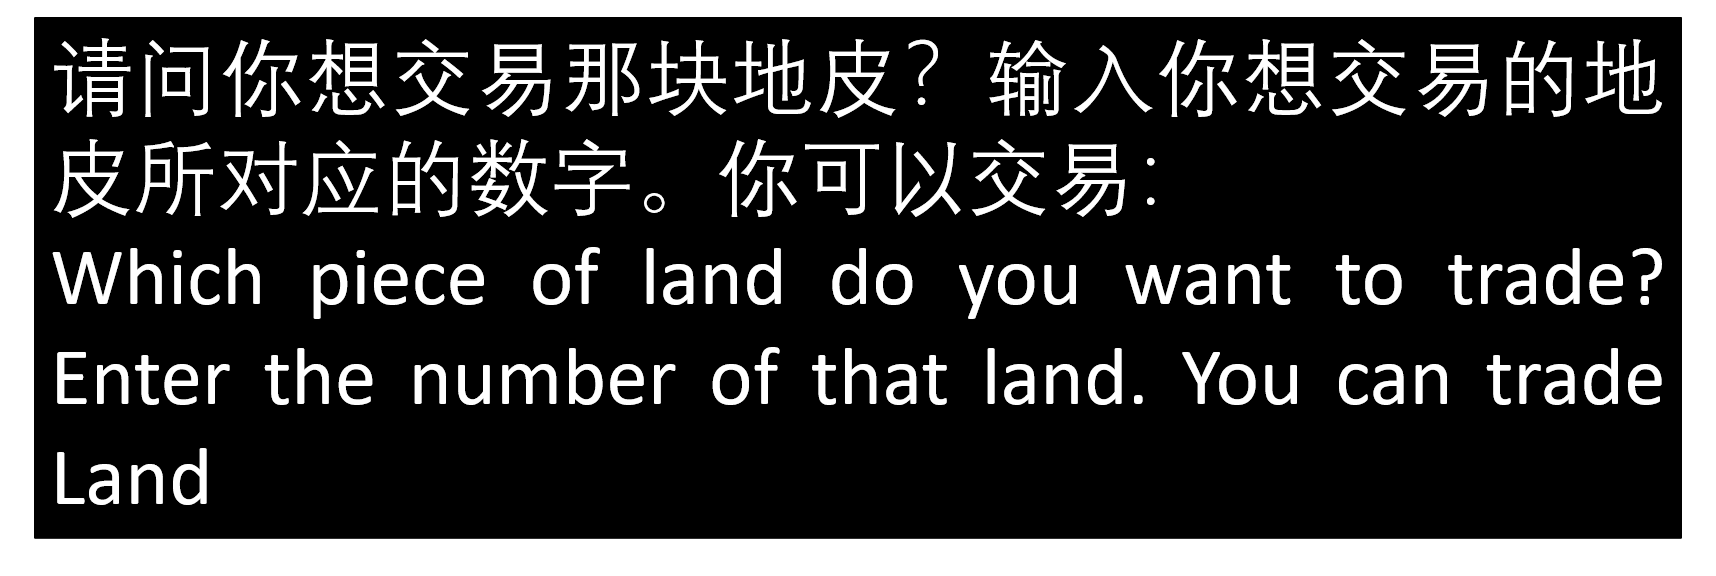 请问你想交易那块地皮？输入你想交易的地
皮所对应的数字。你可以交易：
Which piece of land do you want to trade?
Enter the number of that land. You can trade
Land